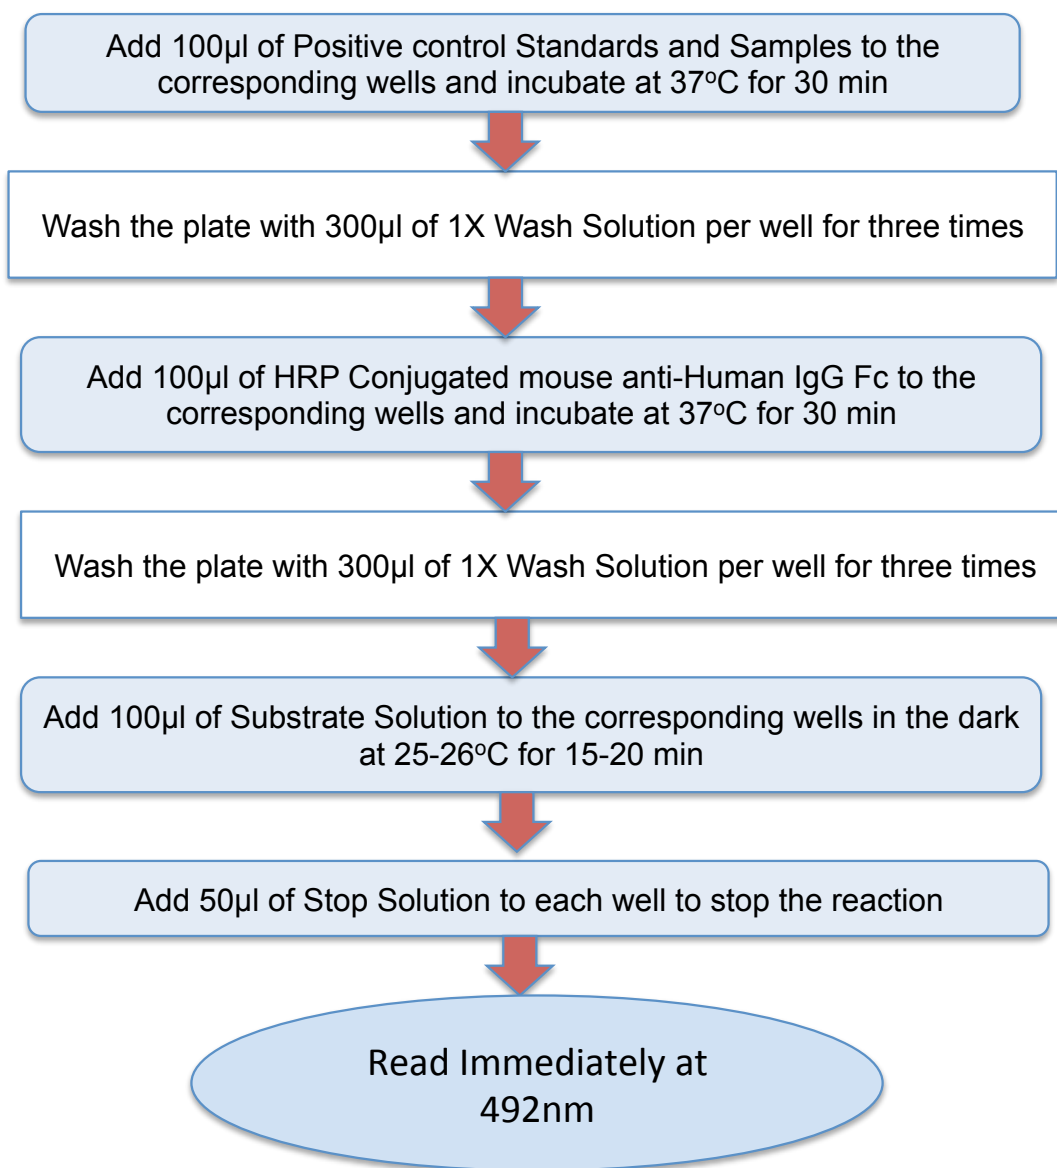 Add 100µl of Positive control Standards and Samples to the
corresponding wells and incubate at 37ºC for 30 min
Wash the plate with 300µl of 1X Wash Solution per well for three times
Add 100µl of HRP Conjugated mouse anti-Human IgG Fc to the
corresponding wells and incubate at 37ºC for 30 min
Wash the plate with 300µl of 1X Wash Solution per well for three times
Add 100µl of Substrate Solution to the corresponding wells in the dark
at 25-26ºC for 15-20 min
Add 50µl of Stop Solution to each well to stop the reaction
Read Immediately at
492nm